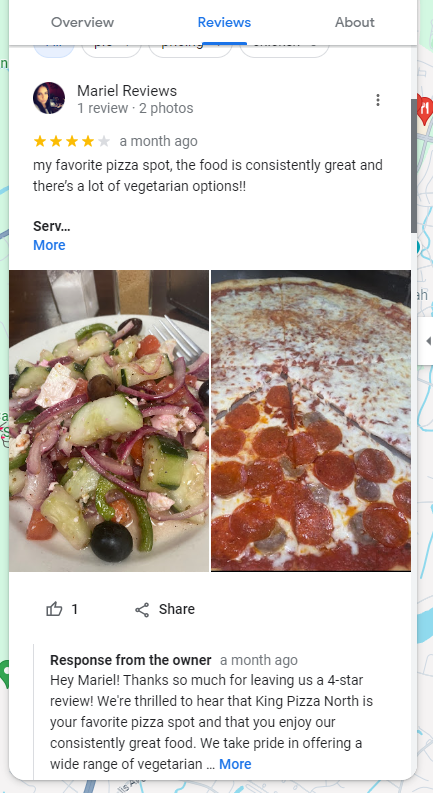 Overview Reviews About
Mariel Reviews
1 review · 2 photos
a month ago
my favorite pizza spot, the food is consistently great and
there's a lot of vegetarian options!!
Serv...
More
1 Share
Response from the owner a month ago
Hey Mariel! Thanks so much for leaving us a 4-star
review! We're thrilled to hear that King Pizza North is
your favorite pizza spot and that you enjoy our
consistently great food. We take pride in offering a
wide range of vegetarian ... More